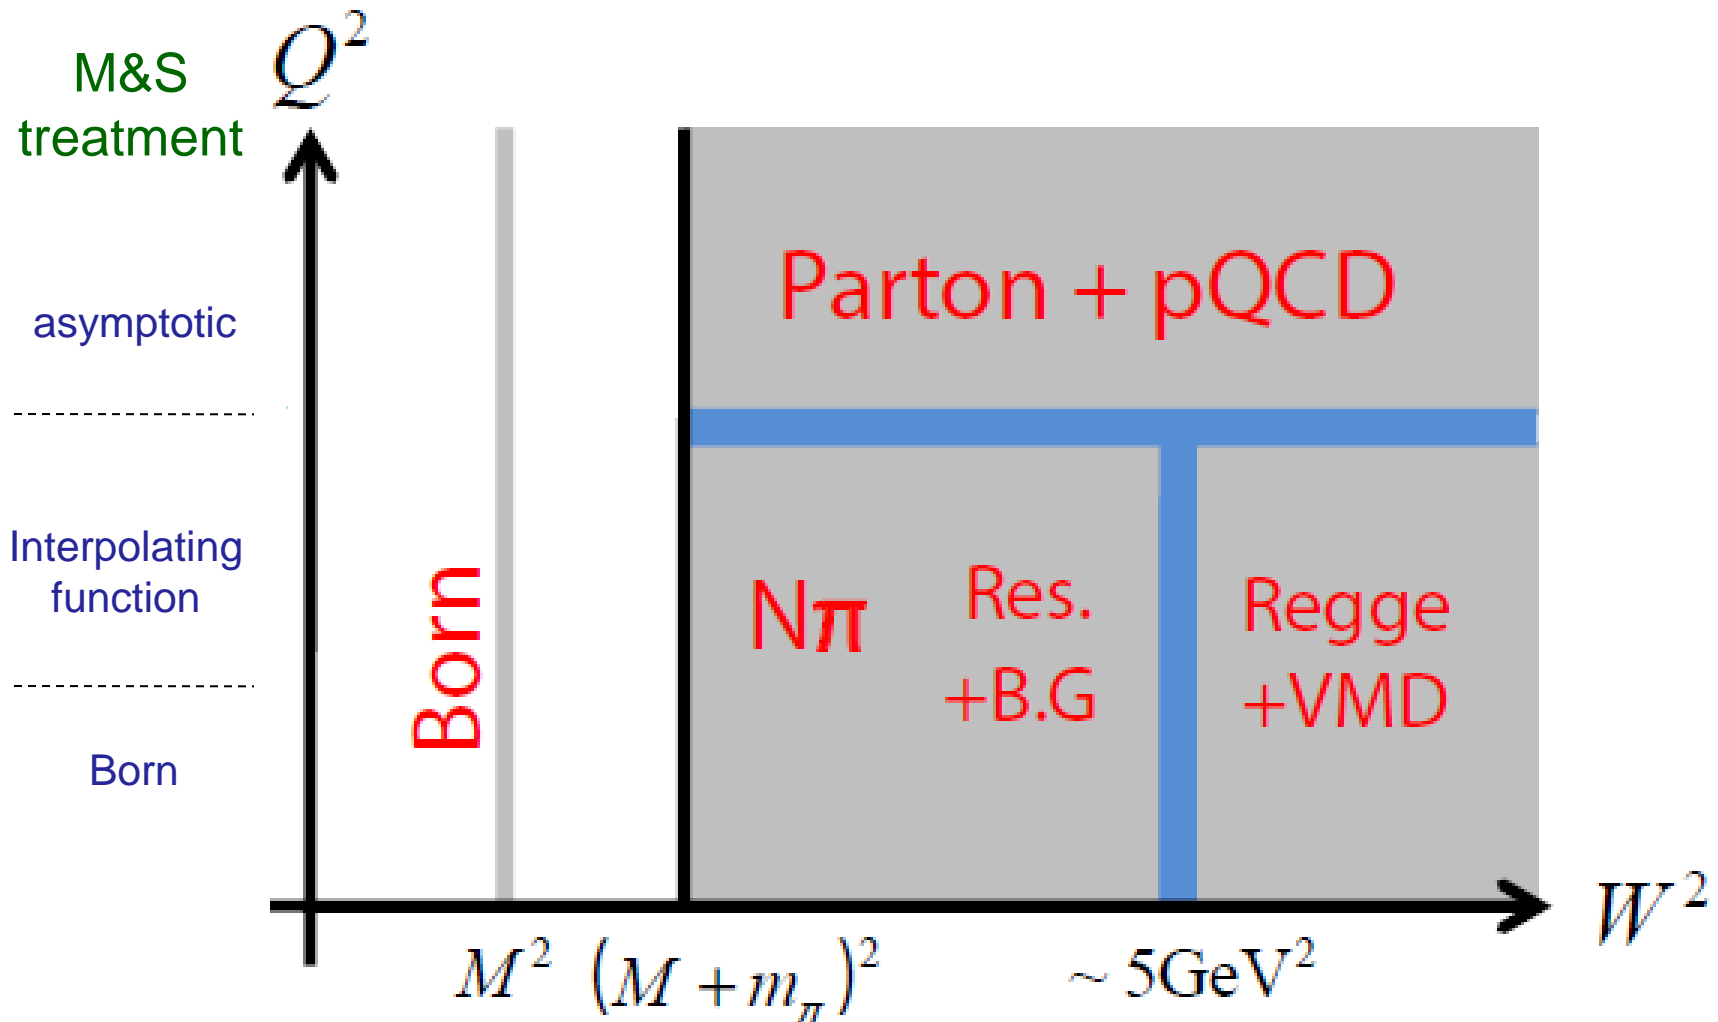 M&S
treatment
Q²
asymptotic
Parton + pQCD
Interpolating
function
Born
Born
Nπ
Res.
+B.G
Regge
+VMD
W²
M²
(M + m_π)²
~ 5GeV²